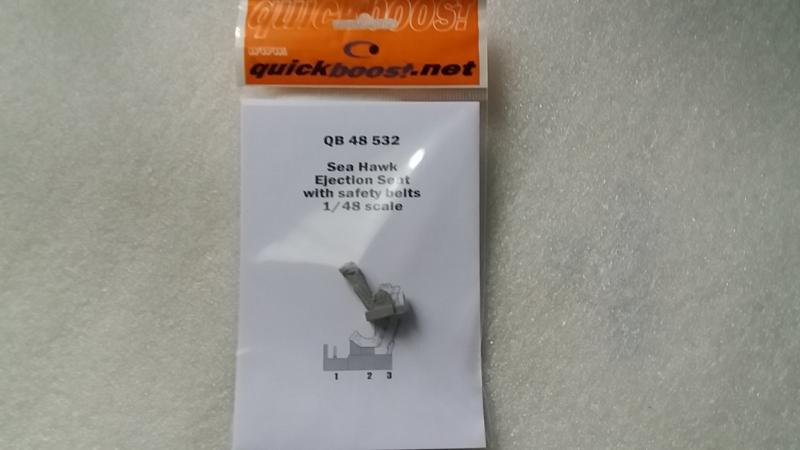 quickboost
www.
quickboost.net
QB 48 532
Sea Hawk
Ejection Seat
with safety belts
1/48 scale
1 2 3